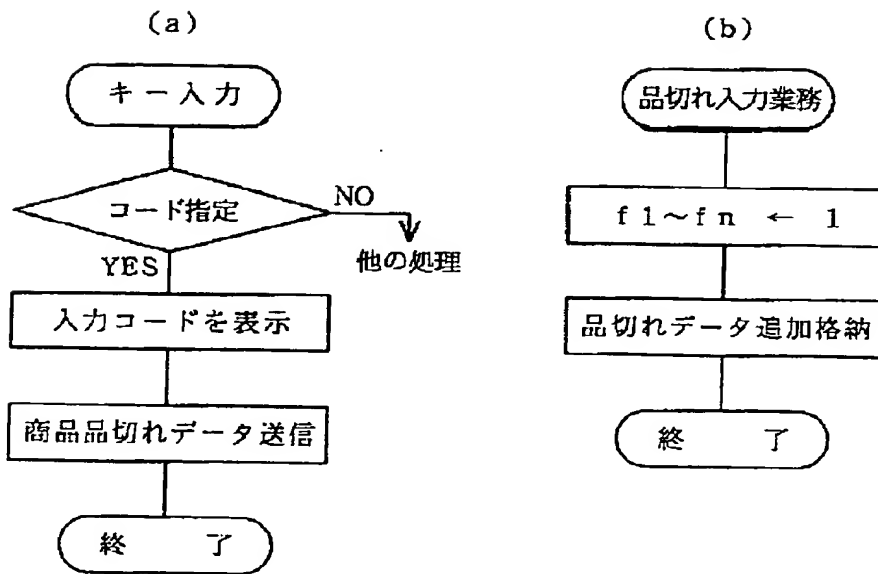 (a)
キー入力
コード指定
NO
他の処理
YES
入力コードを表示
商品品切れデータ送信
終 了
(b)
品切れ入力業務
f1~fn ← 1
品切れデータ追加格納
終 了